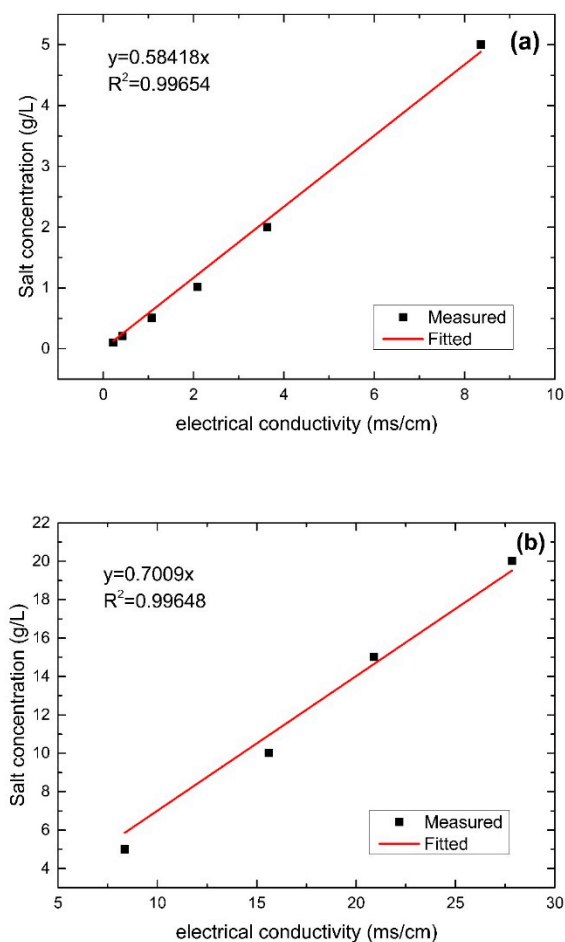 (a)
y=0.58418x
R²=0.99654
5
4
3
2
1
0
Salt concentration (g/L)
Measured
Fitted
0 2 4 6 8 10
electrical conductivity (ms/cm)
(b)
y=0.7009x
R²=0.99648
22
20
18
16
14
12
10
8
6
4
Salt concentration (g/L)
Measured
Fitted
5 10 15 20 25 30
electrical conductivity (ms/cm)